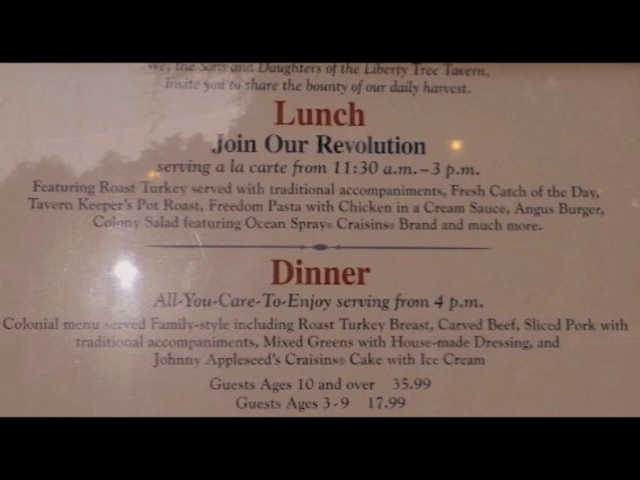 We, the Sons and Daughters of the Liberty Tree Tavern,
invite you to share the bounty of our daily harvest.
Lunch
Join Our Revolution
serving a la carte from 11:30 a.m.–3 p.m.
Featuring Roast Turkey served with traditional accompaniments, Fresh Catch of the Day,
Tavern Keeper's Pot Roast, Freedom Pasta with Chicken in a Cream Sauce, Angus Burger,
Colony Salad featuring Ocean Spray® Craisins® Brand and much more.
Dinner
All-You-Care-To-Enjoy serving from 4 p.m.
Colonial menu served Family-style including Roast Turkey Breast, Carved Beef, Sliced Pork with
traditional accompaniments, Mixed Greens with House-made Dressing, and
Johnny Appleseed's Craisins® Cake with Ice Cream
Guests Ages 10 and over 35.99
Guests Ages 3-9 17.99